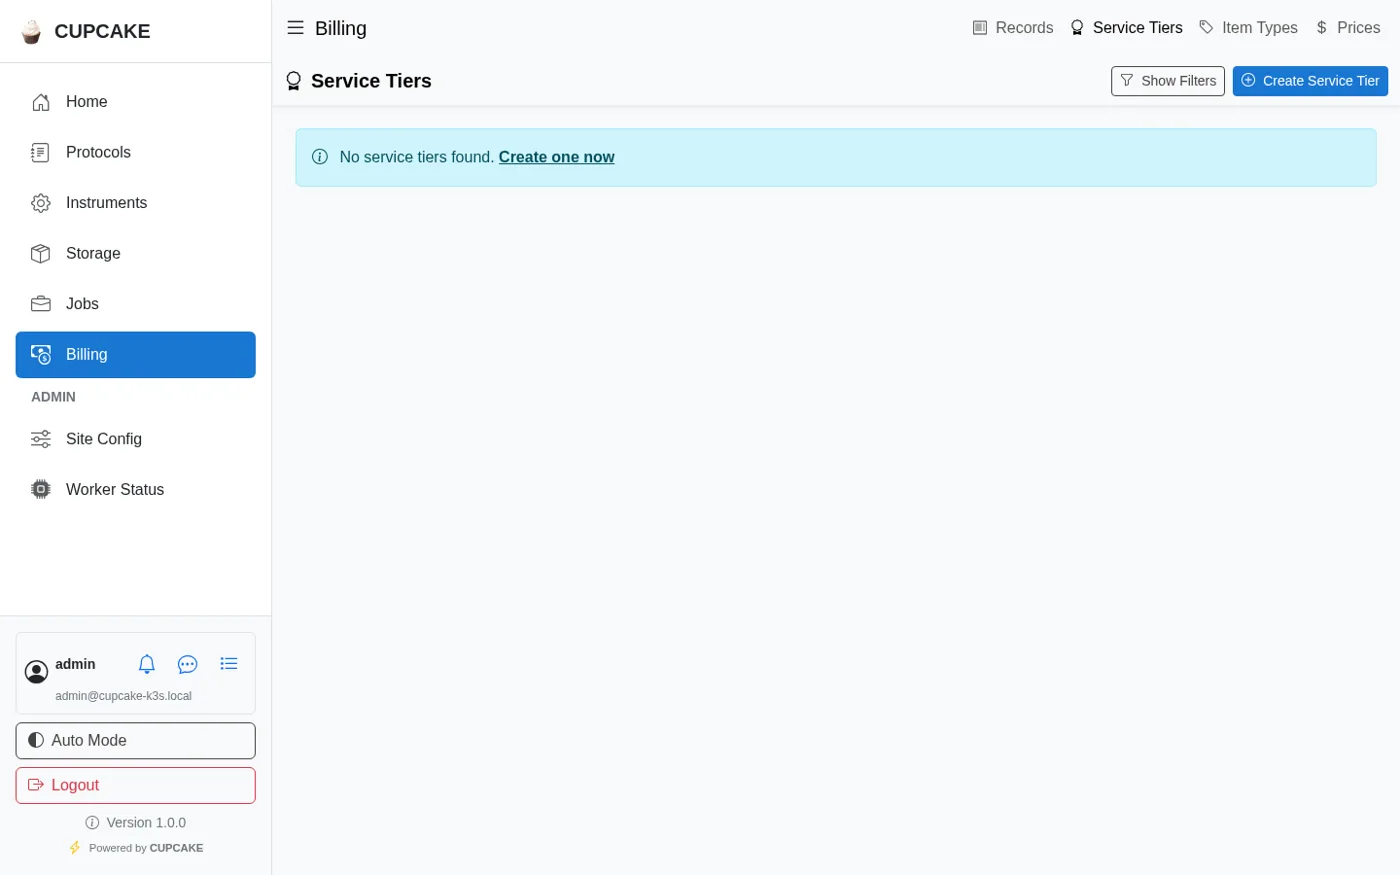 CUPCAKE
Home
Protocols
Instruments
Storage
Jobs
Billing
ADMIN
Site Config
Worker Status
admin
admin@cupcake-k3s.local
Auto Mode
Logout
Version 1.0.0
Powered by CUPCAKE
Billing
Records
Service Tiers
Item Types
Prices
Service Tiers
Show Filters
Create Service Tier
No service tiers found. Create one now